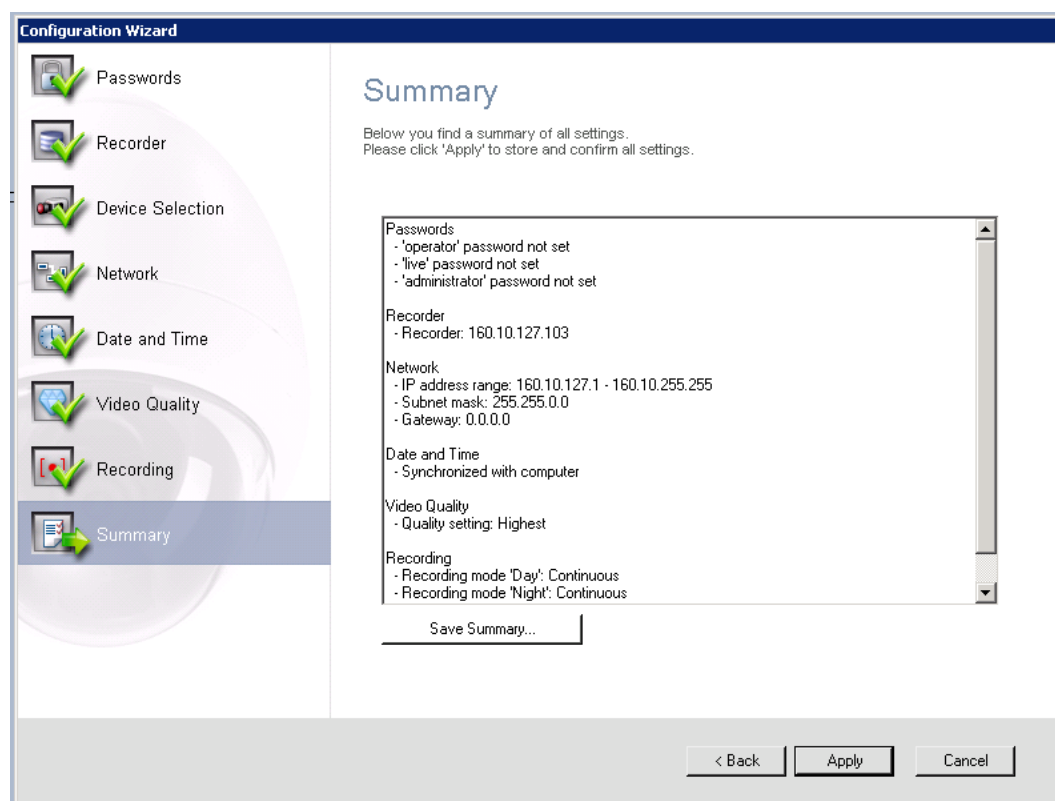 Configuration Wizard
Passwords
Recorder
Device Selection
Network
Date and Time
Video Quality
Recording
Summary
Summary
Below you find a summary of all settings.
Please click 'Apply' to store and confirm all settings.
Passwords
- 'operator' password not set
- 'live' password not set
- 'administrator' password not set
Recorder
- Recorder: 160.10.127.103
Network
- IP address range: 160.10.127.1 - 160.10.255.255
- Subnet mask: 255.255.0.0
- Gateway: 0.0.0.0
Date and Time
- Synchronized with computer
Video Quality
- Quality setting: Highest
Recording
- Recording mode 'Day': Continuous
- Recording mode 'Night': Continuous
Save Summary...
< Back
Apply
Cancel